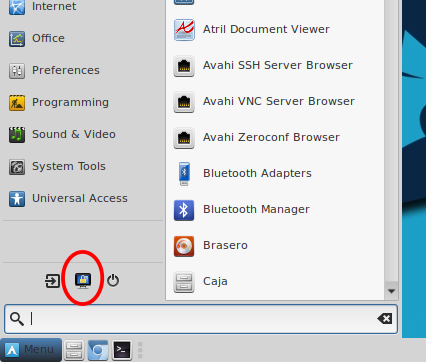 Internet
Office
Preferences
Programming
Sound & Video
System Tools
Universal Access
Atril Document Viewer
Avahi SSH Server Browser
Avahi VNC Server Browser
Avahi Zeroconf Browser
Bluetooth Adapters
Bluetooth Manager
Brasero
Caja
Menu